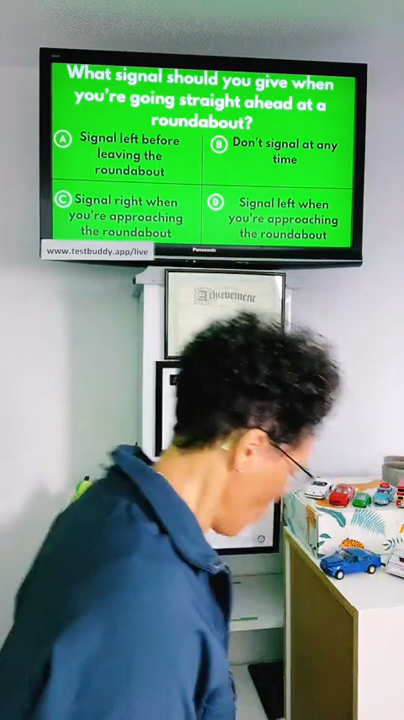 What signal should you give when
you're going straight ahead at a
roundabout?
A Signal left before
leaving the
roundabout
B Don't signal at any
time
C Signal right when
you're approaching
the roundabout
D Signal left when
you're approaching
the roundabout
www.testbuddy.app/live
Panasonic
Achievement